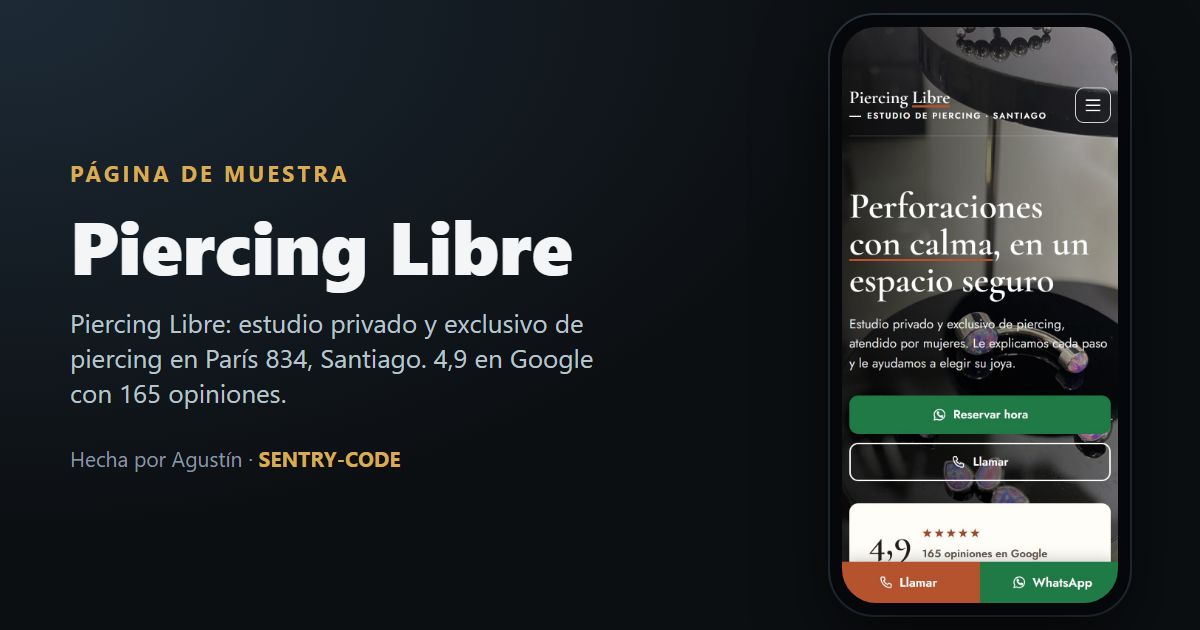 PÁGINA DE MUESTRA
Piercing Libre
Piercing Libre: estudio privado y exclusivo de
piercing en París 834, Santiago. 4,9 en Google
con 165 opiniones.
Hecha por Agustín · SENTRY-CODE
Piercing Libre
— ESTUDIO DE PIERCING · SANTIAGO
Perforaciones
con calma, en un
espacio seguro
Estudio privado y exclusivo de piercing,
atendido por mujeres. Le explicamos cada paso
y le ayudamos a elegir su joya.
Reservar hora
Llamar
4,9 ★★★★★
165 opiniones en Google
Llamar
WhatsApp